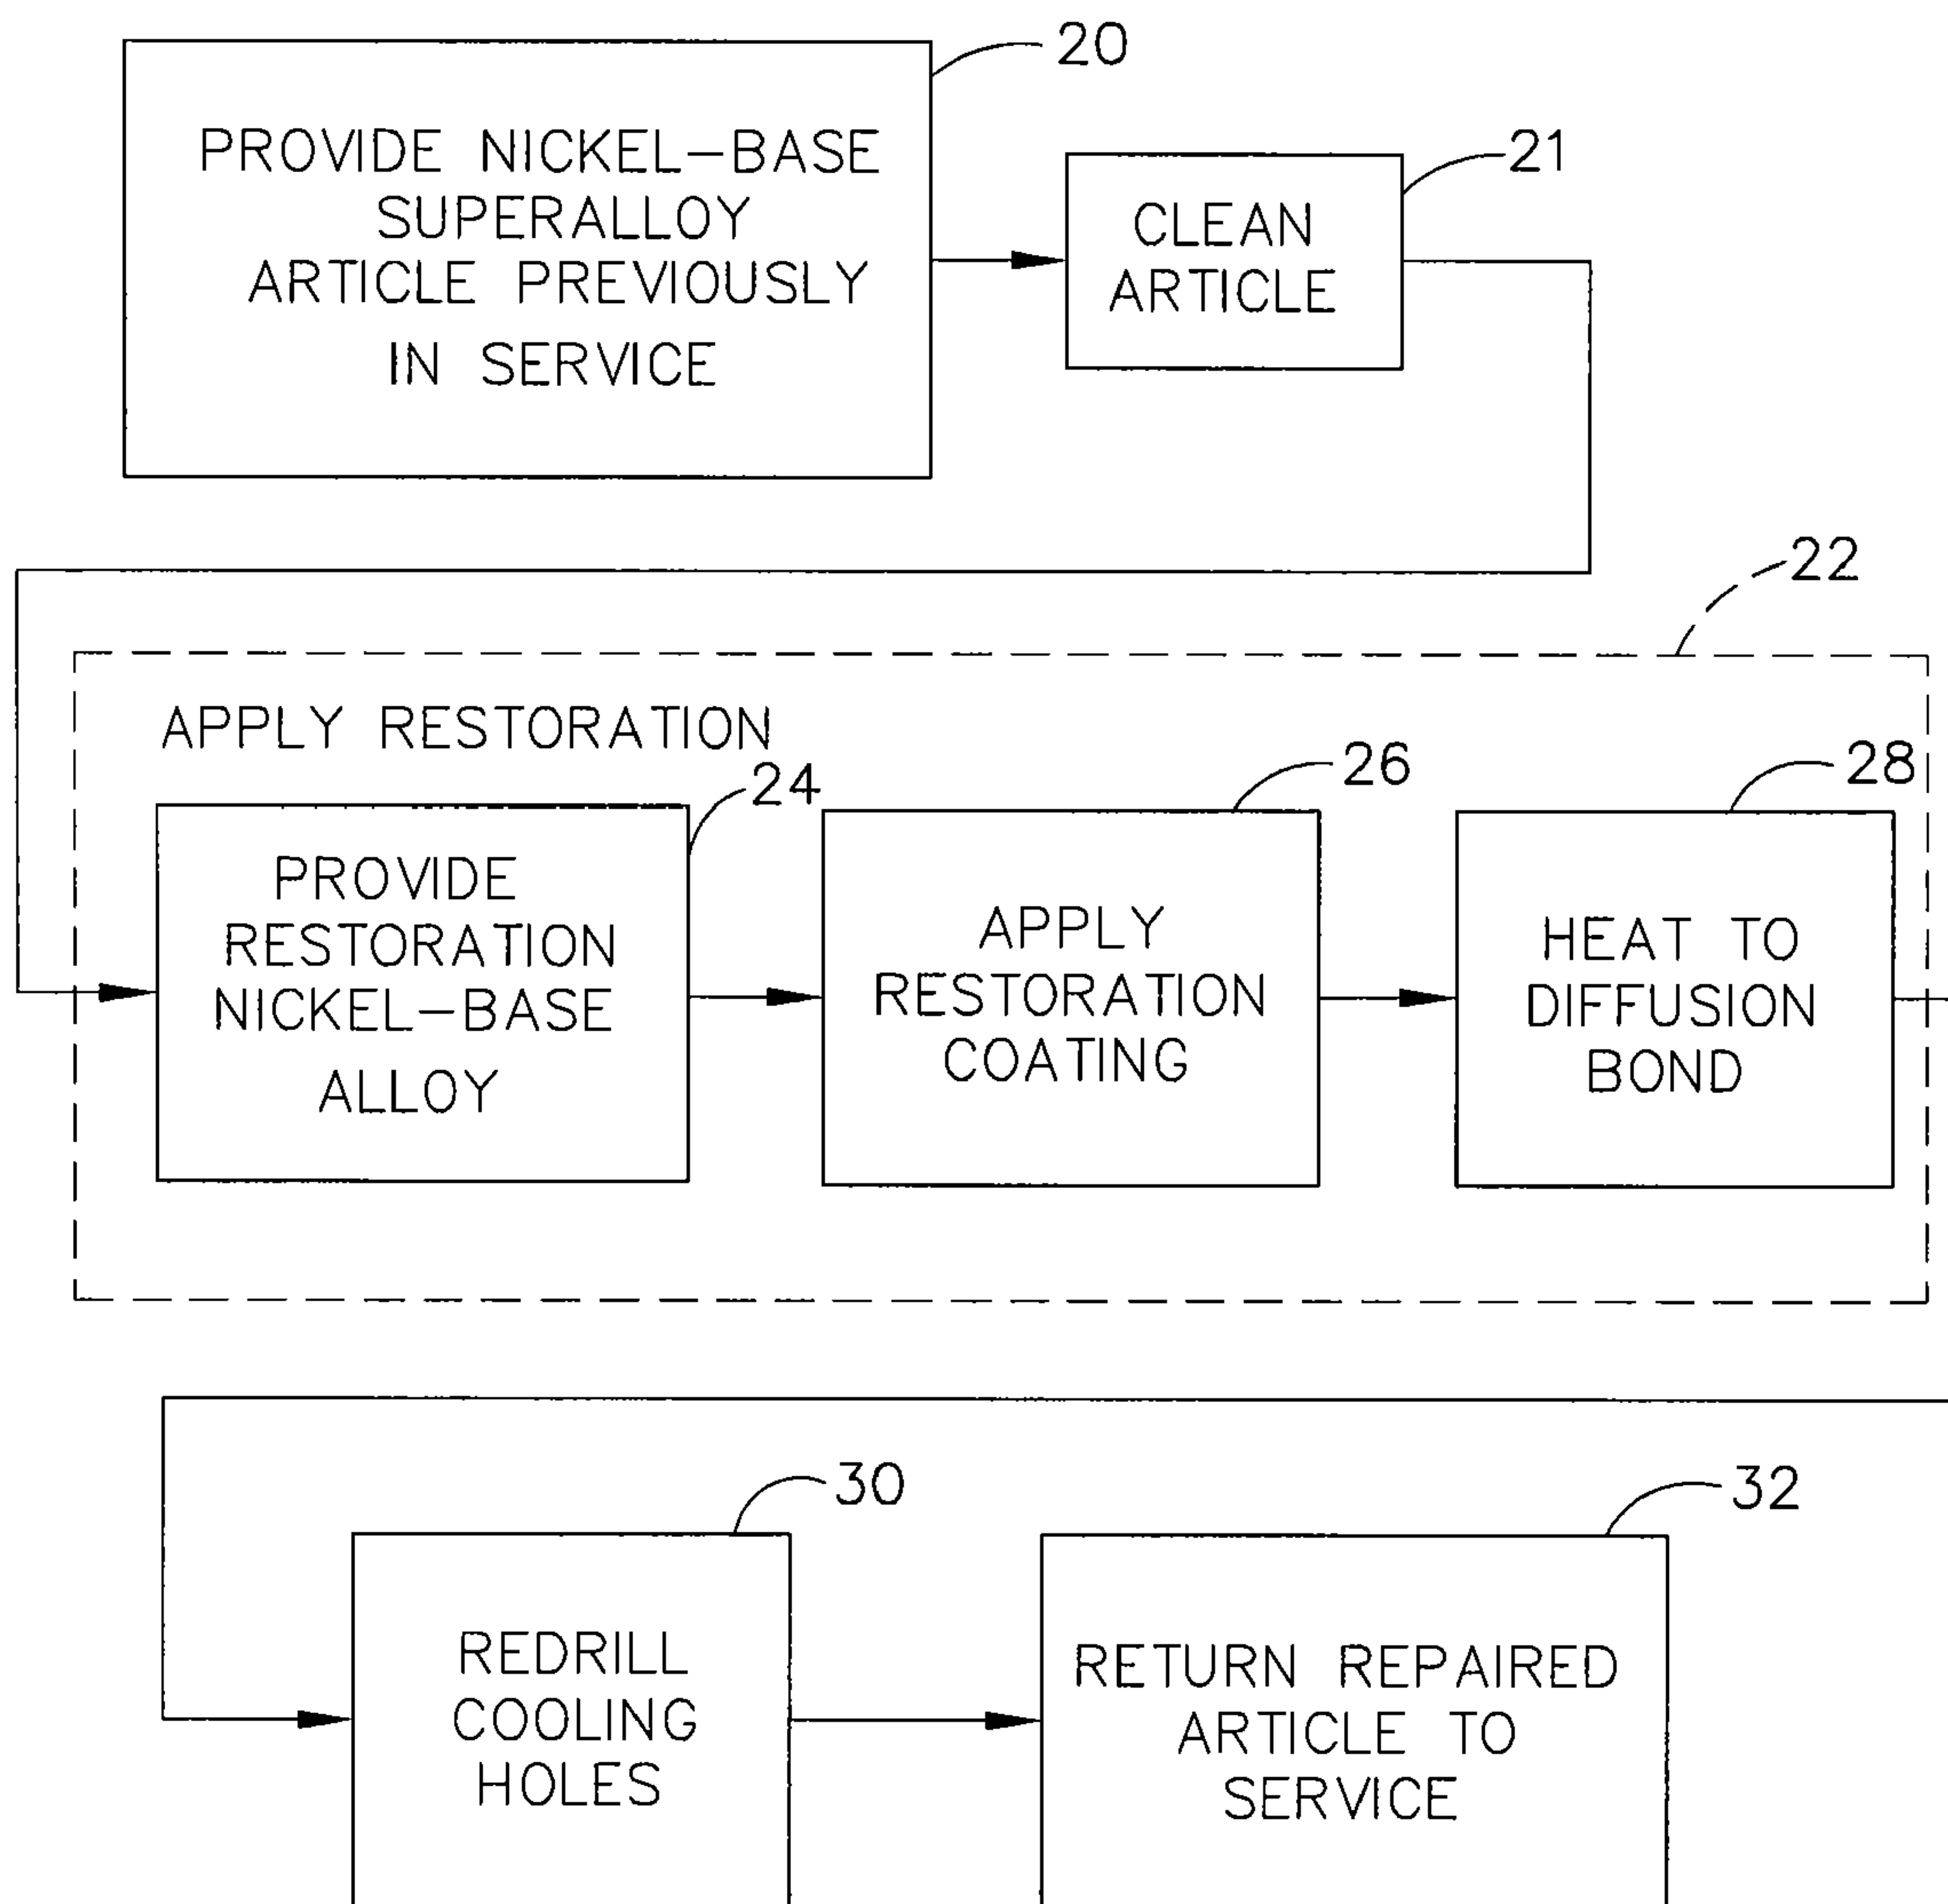 20
PROVIDE NICKEL-BASE
SUPERALLOY
ARTICLE PREVIOUSLY
IN SERVICE
21
CLEAN
ARTICLE
22
APPLY RESTORATION
24
PROVIDE
RESTORATION
NICKEL-BASE
ALLOY
26
APPLY
RESTORATION
COATING
28
HEAT TO
DIFFUSION
BOND
30
REDRILL
COOLING
HOLES
32
RETURN REPAIRED
ARTICLE TO
SERVICE